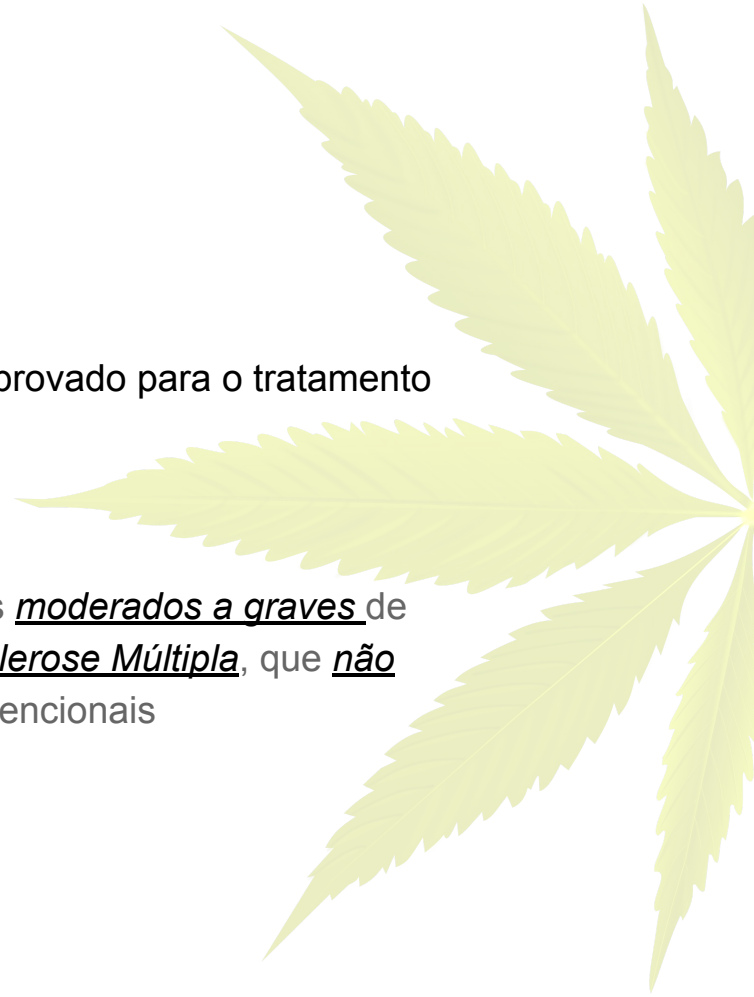 provado para o tratamento
s moderados a graves de
lerose Múltipla, que não
encionais